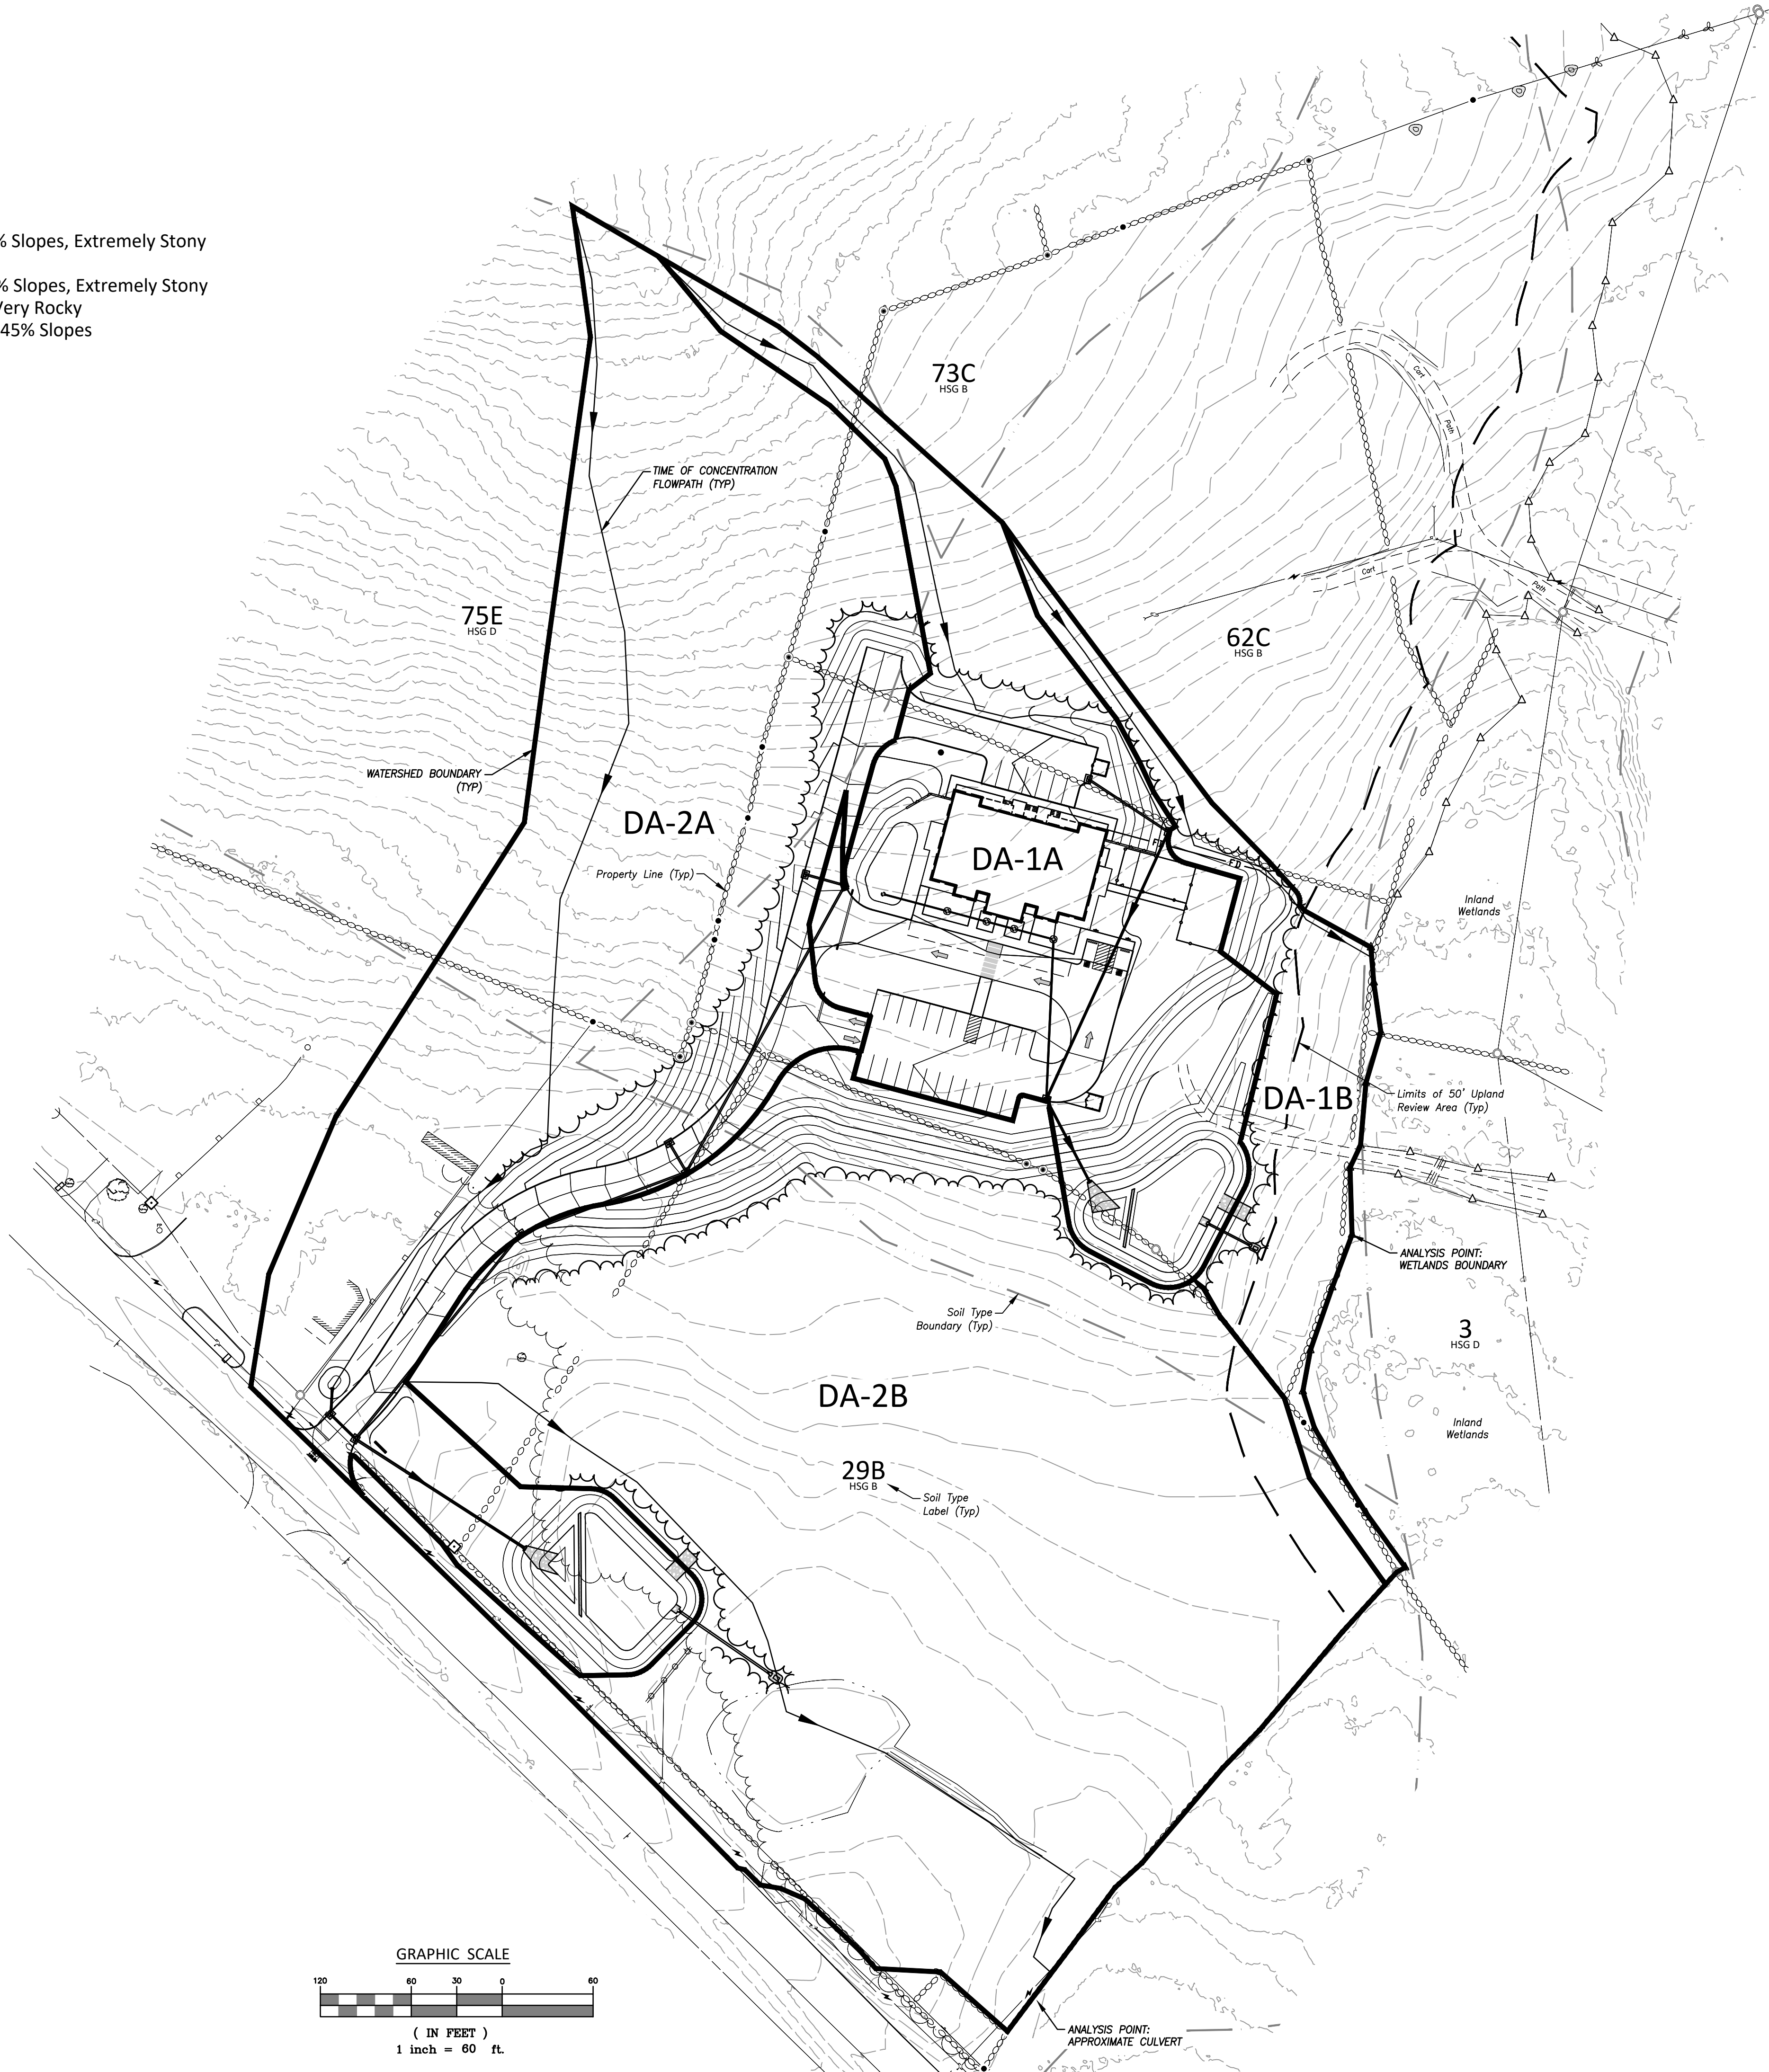 % Slopes, Extremely Stony
% Slopes, Extremely Stony
Very Rocky
45% Slopes
73C
HSG B
Cart
Path
TIME OF CONCENTRATION
FLOWPATH (TYP)
Cart
Path
75E
HSG D
62C
HSG B
WATERSHED BOUNDARY
(TYP)
DA-2A
DA-1A
Property Line (Typ)
Inland
Wetlands
DA-1B
Limits of 50' Upland
Review Area (Typ)
ANALYSIS POINT:
WETLANDS BOUNDARY
Soil Type
Boundary (Typ)
3
HSG D
DA-2B
Inland
Wetlands
29B
HSG B
Soil Type
Label (Typ)
GRAPHIC SCALE
120 60 30 0 60
( IN FEET )
1 inch = 60 ft.
ANALYSIS POINT:
APPROXIMATE CULVERT